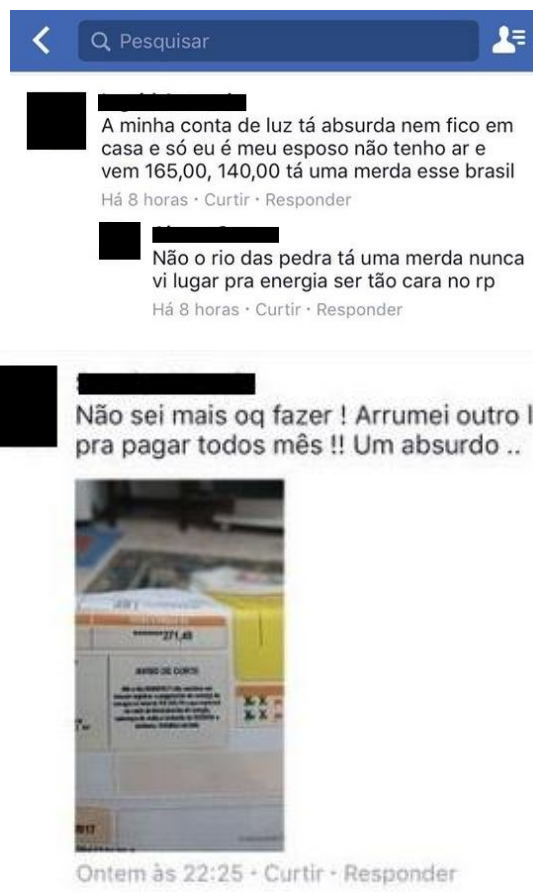 Pesquisar
A minha conta de luz tá absurda nem fico em
casa e só eu é meu esposo não tenho ar e
vem 165,00, 140,00 tá uma merda esse brasil
Há 8 horas · Curtir · Responder
Não o rio das pedra tá uma merda nunca
vi lugar pra energia ser tão cara no rp
Há 8 horas · Curtir · Responder
Não sei mais oq fazer ! Arrumei outro l
pra pagar todos mês !! Um absurdo ..
271,48
AVISO DE CORTE
Ontem às 22:25 · Curtir · Responder